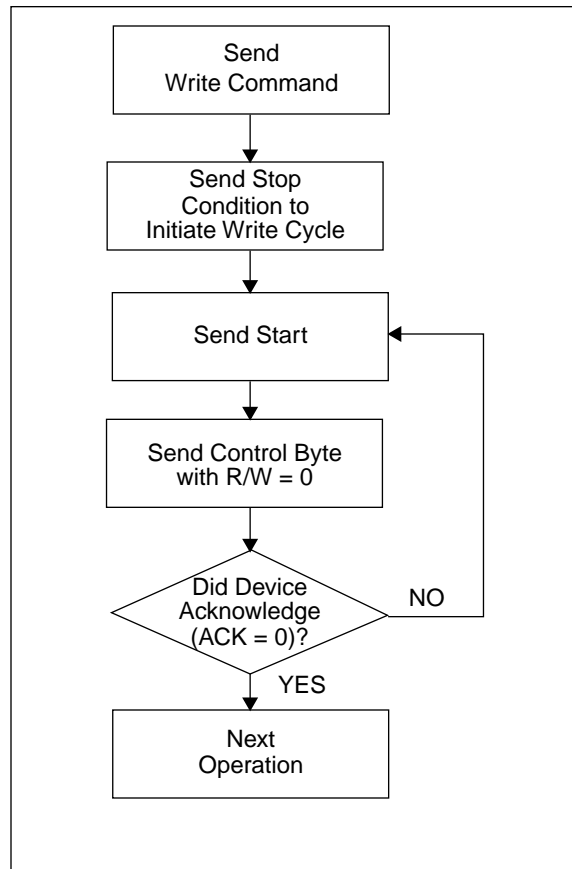 Send
Write Command
Send Stop
Condition to
Initiate Write Cycle
Send Start
Send Control Byte
with R/W = 0
Did Device
Acknowledge
(ACK = 0)?
NO
YES
Next
Operation